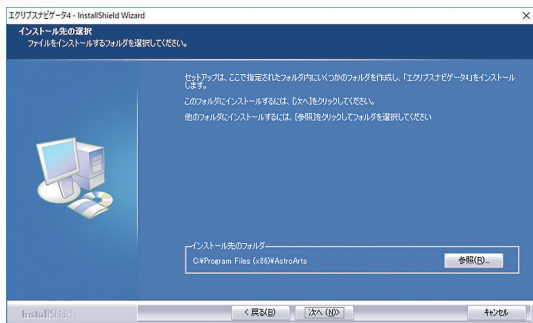 エクリプスナビゲータ4 - InstallShield Wizard
インストール先の選択
ファイルをインストールするフォルダを選択してください。
セットアップは、ここで指定されたフォルダ内にいくつかのフォルダを作成し、「エクリプスナビゲータ4」をインストール
します。
このフォルダにインストールするには、[次へ]をクリックしてください。
他のフォルダにインストールするには、[参照]をクリックしてフォルダを選択してください
インストール先のフォルダ
C:¥Program Files (x86)¥AstroArts
参照(R)...
InstallShield
< 戻る(B)
次へ (N)>
キャンセル